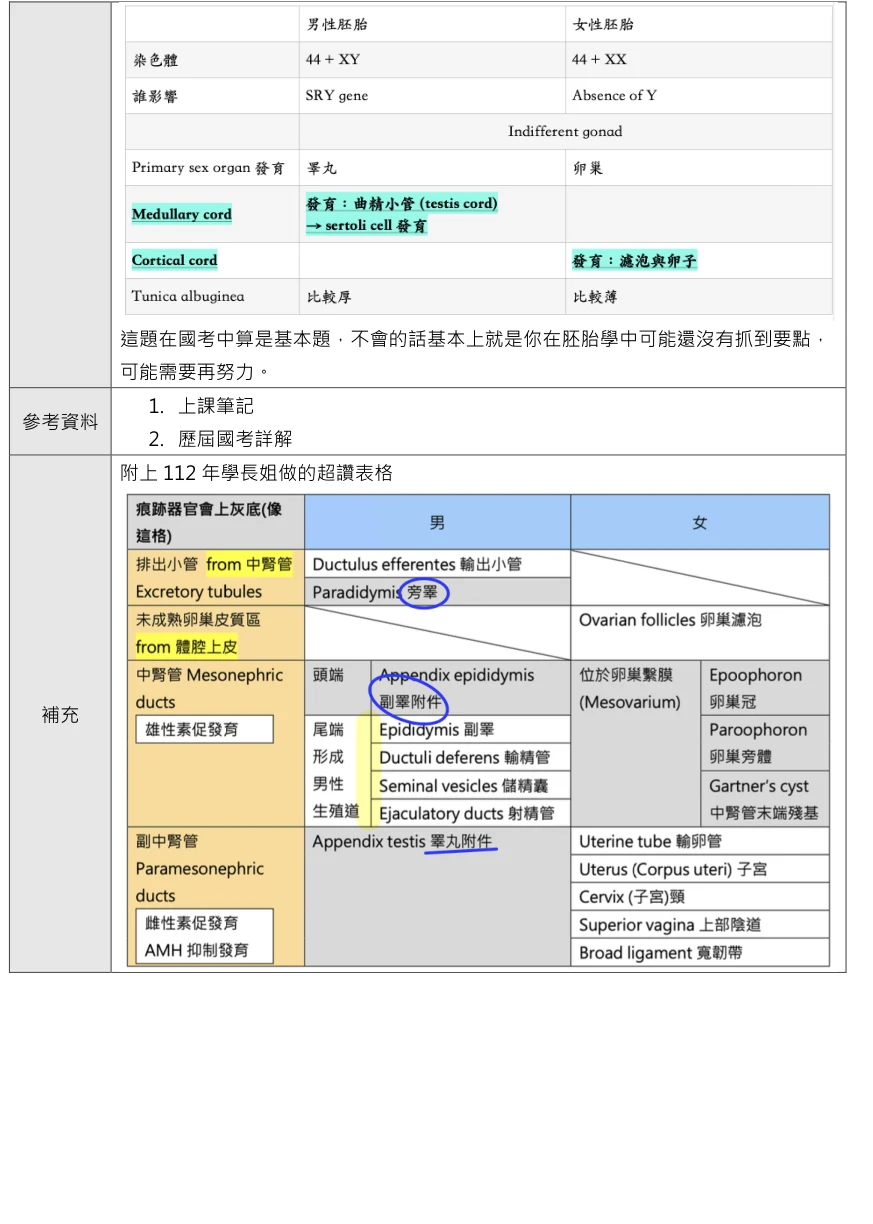 男性胚胎 女性胚胎
染色體 44 + XY 44 + XX
誰影響 SRY gene Absence of Y
Indifferent gonad
Primary sex organ 發育 睪丸 卵巢
Medullary cord 發育：曲精小管 (testis cord)
→ sertoli cell 發育
Cortical cord 發育：濾泡與卵子
Tunica albuginea 比較厚 比較薄
這題在國考中算是基本題，不會的話基本上就是你在胚胎學中可能還沒有抓到要點，
可能需要再努力。
參考資料
1. 上課筆記
2. 歷屆國考詳解
補充
附上 112 年學長姐做的超讚表格
痕跡器官會上灰底(像
這格)
男
女
排出小管 from 中腎管
Excretory tubules
Ductulus efferentes 輸出小管
Paradidymis 旁睪
未成熟卵巢皮質區
from 體腔上皮
Ovarian follicles 卵巢濾泡
中腎管 Mesonephric
ducts
雄性素促發育
頭端
Appendix epididymis
副睪附件
尾端
形成
男性
生殖道
Epididymis 副睪
Ductuli deferens 輸精管
Seminal vesicles 儲精囊
Ejaculatory ducts 射精管
位於卵巢繫膜
(Mesovarium)
Epoophoron
卵巢冠
Paroophoron
卵巢旁體
Gartner's cyst
中腎管末端殘基
副中腎管
Paramesonephric
ducts
雌性素促發育
AMH 抑制發育
Appendix testis 睪丸附件
Uterine tube 輸卵管
Uterus (Corpus uteri) 子宮
Cervix (子宮)頸
Superior vagina 上部陰道
Broad ligament 寬韌帶